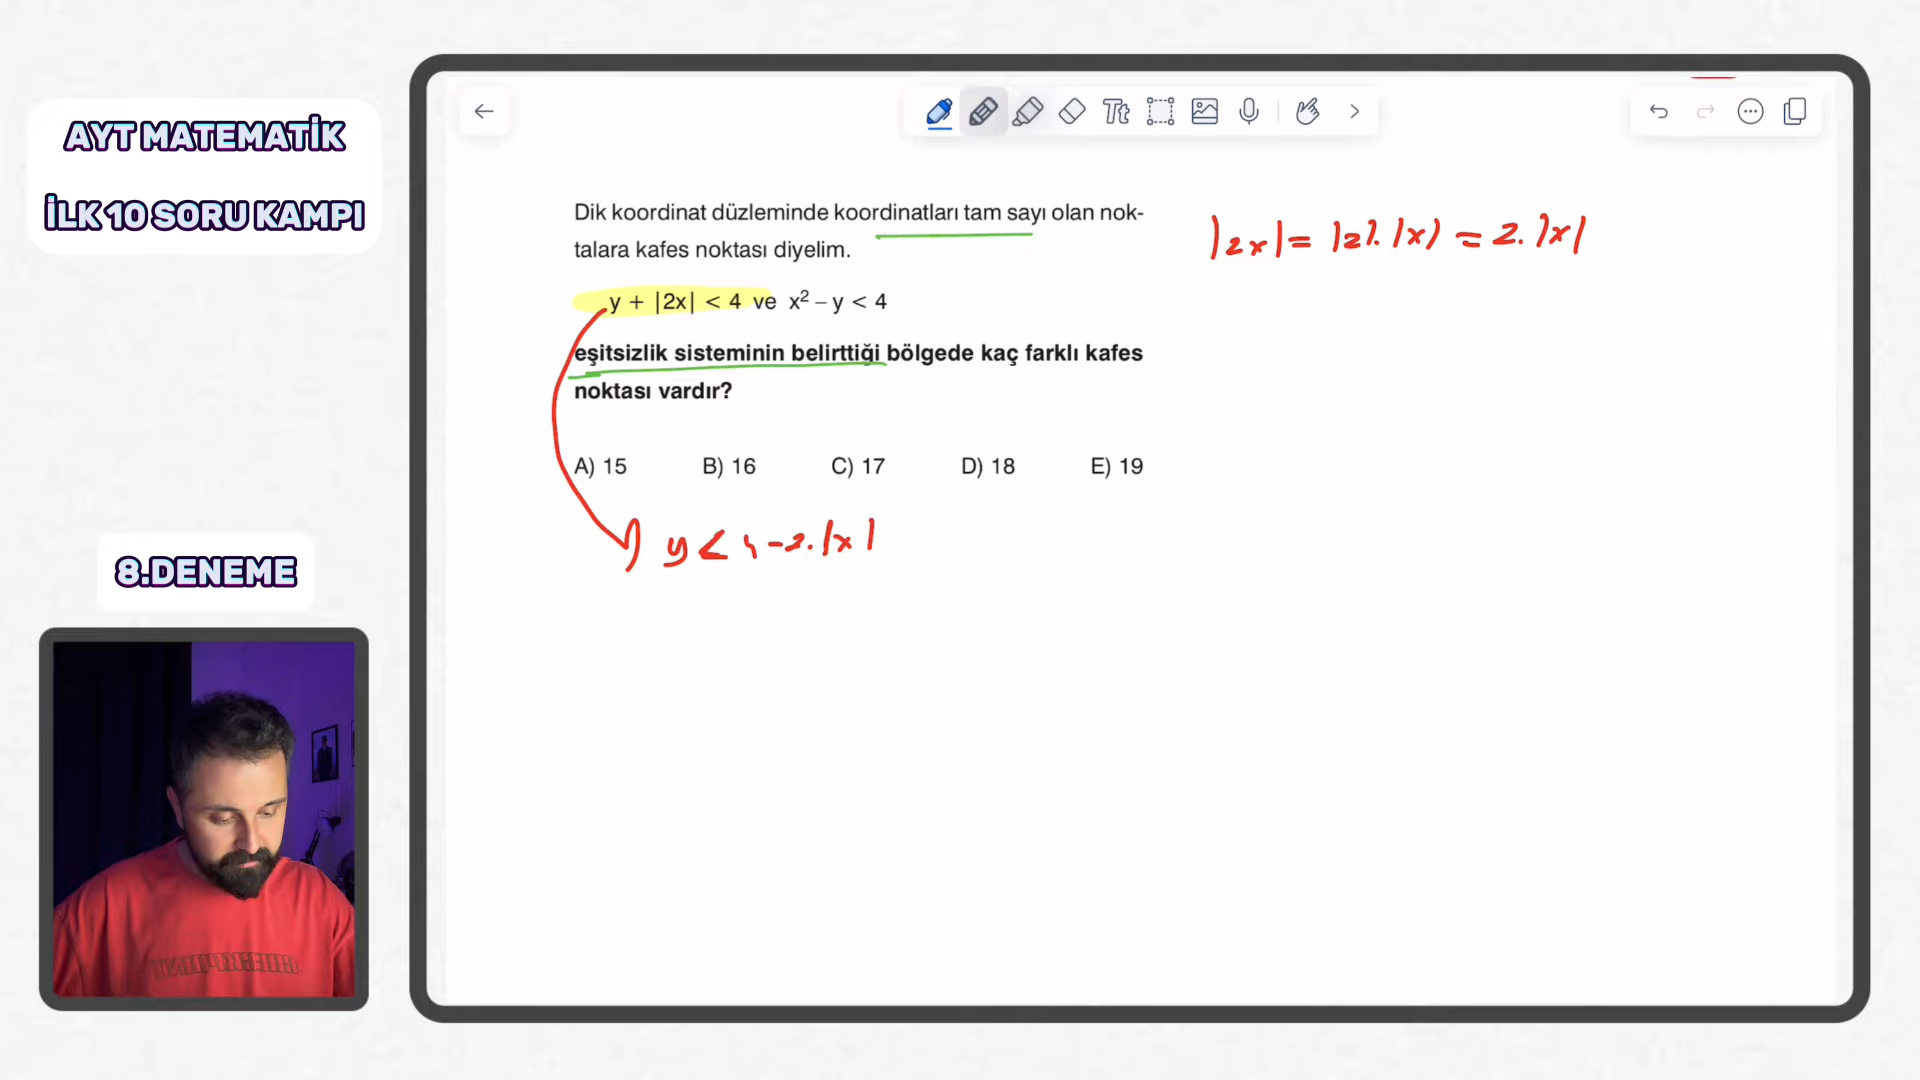 AYT MATEMATİK
İLK 10 SORU KAMPI
8.DENEME
Tt
Dik koordinat düzleminde koordinatları tam sayı olan nok-
talara kafes noktası diyelim.
y + |2x| < 4 ve x² – y < 4
eşitsizlik sisteminin belirttiği bölgede kaç farklı kafes
noktası vardır?
A) 15 B) 16 C) 17 D) 18 E) 19
y < 4 - 2.|x|
|2x| = |2|.|x| = 2.|x|